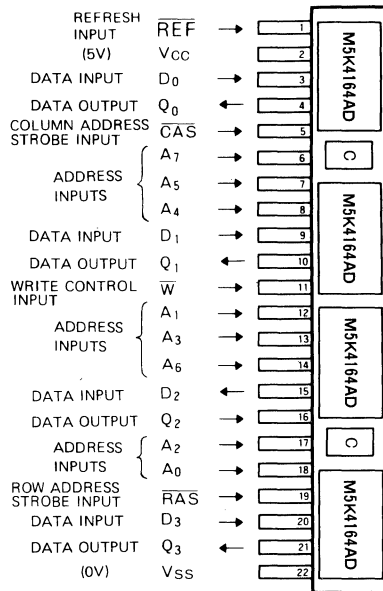 REFRESH
INPUT R̅E̅F̅ → 1
(5V) VCC 2
DATA INPUT D0 → 3
DATA OUTPUT Q0 ← 4
COLUMN ADDRESS
STROBE INPUT C̅A̅S̅ → 5
A7 → 6
ADDRESS
INPUTS { A5 → 7
A4 → 8
DATA INPUT D1 → 9
DATA OUTPUT Q1 ← 10
WRITE CONTROL
INPUT W̅ → 11
A1 → 12
ADDRESS
INPUTS { A3 → 13
A6 → 14
DATA INPUT D2 ← 15
DATA OUTPUT Q2 → 16
ADDRESS
INPUTS { A2 → 17
A0 → 18
ROW ADDRESS
STROBE INPUT R̅A̅S̅ → 19
DATA INPUT D3 → 20
DATA OUTPUT Q3 ← 21
(0V) VSS 22
M5K4164AD
C
M5K4164AD
M5K4164AD
C
M5K4164AD